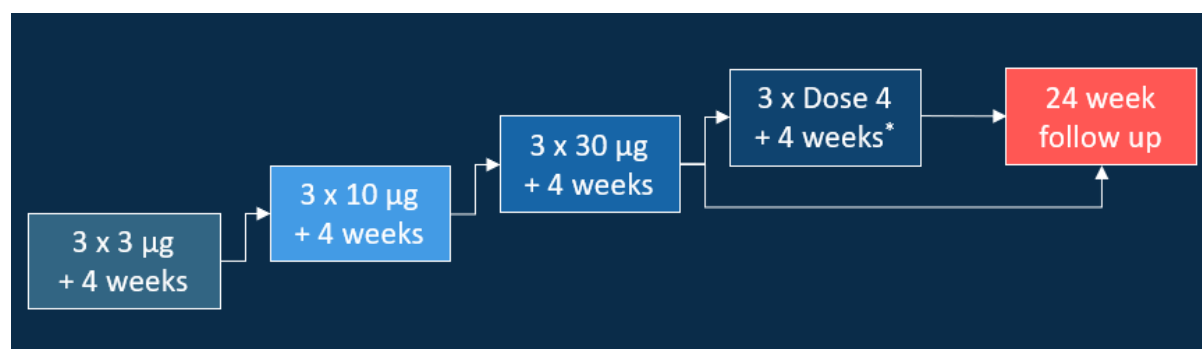 3 x 3 µg
+ 4 weeks
3 x 10 µg
+ 4 weeks
3 x 30 µg
+ 4 weeks
3 x Dose 4
+ 4 weeks*
24 week
follow up